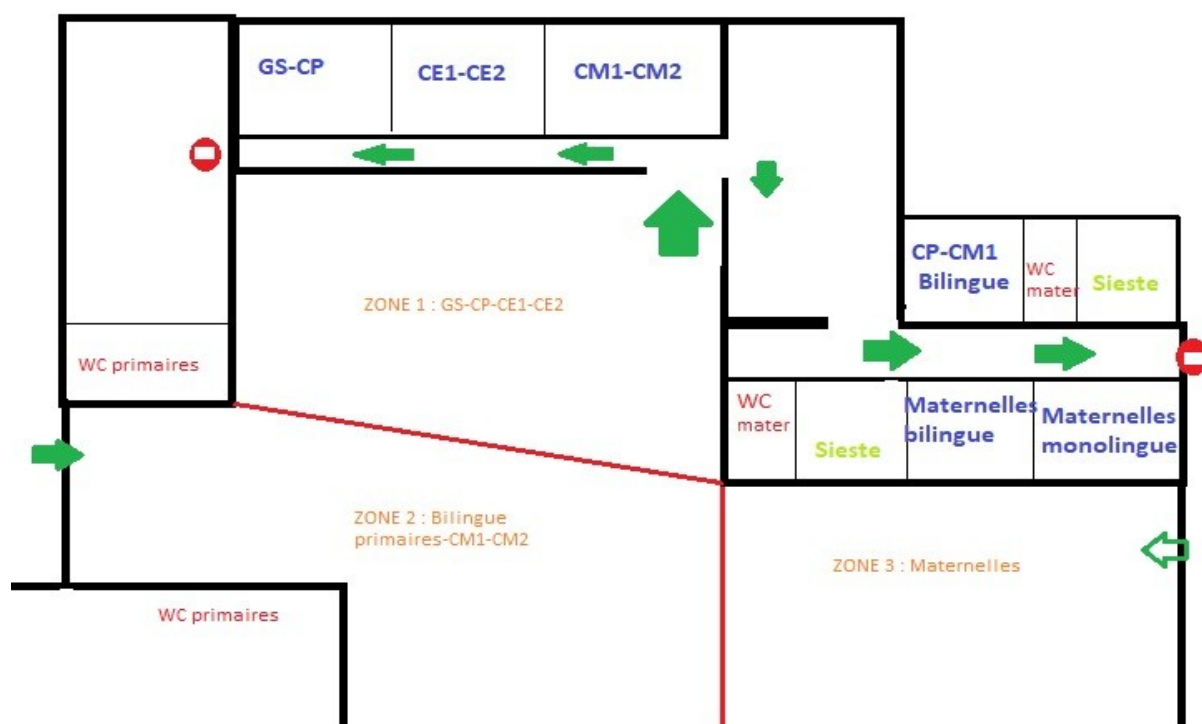 GS-CP
CE1-CE2
CM1-CM2
CP-CM1
Bilingue
WC
mater
Sieste
ZONE 1 : GS-CP-CE1-CE2
WC primaires
WC
mater
Sieste
Maternelles
bilingue
Maternelles
monolingue
ZONE 2 : Bilingue
primaires-CM1-CM2
ZONE 3 : Maternelles
WC primaires